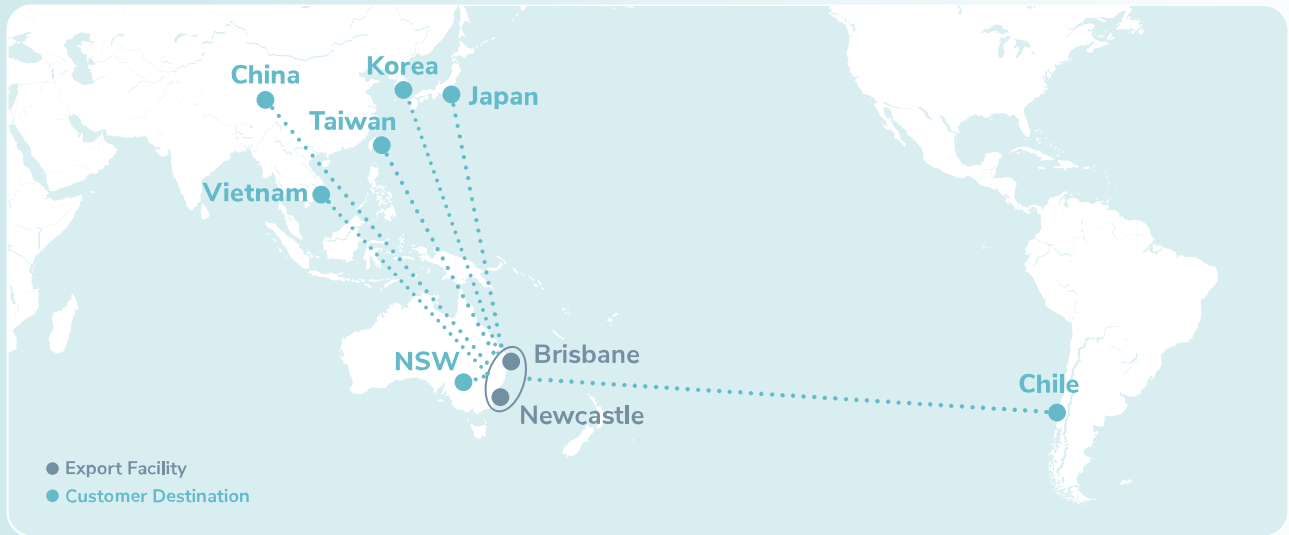 Korea
China
Japan
Taiwan
Vietnam
Brisbane
NSW
Chile
Newcastle
Export Facility
Customer Destination